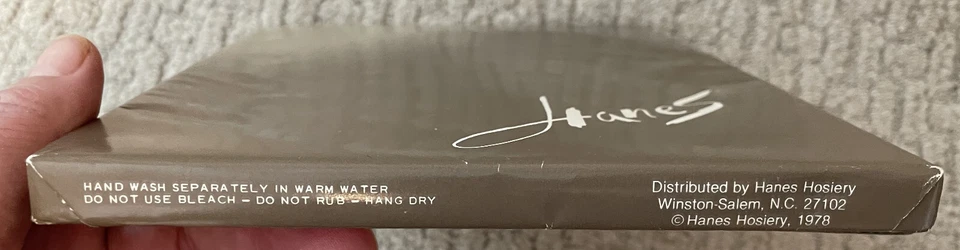 Hanes
HAND WASH SEPARATELY IN WARM WATER
DO NOT USE BLEACH – DO NOT RUB – HANG DRY
Distributed by Hanes Hosiery
Winston-Salem, N.C. 27102
© Hanes Hosiery, 1978